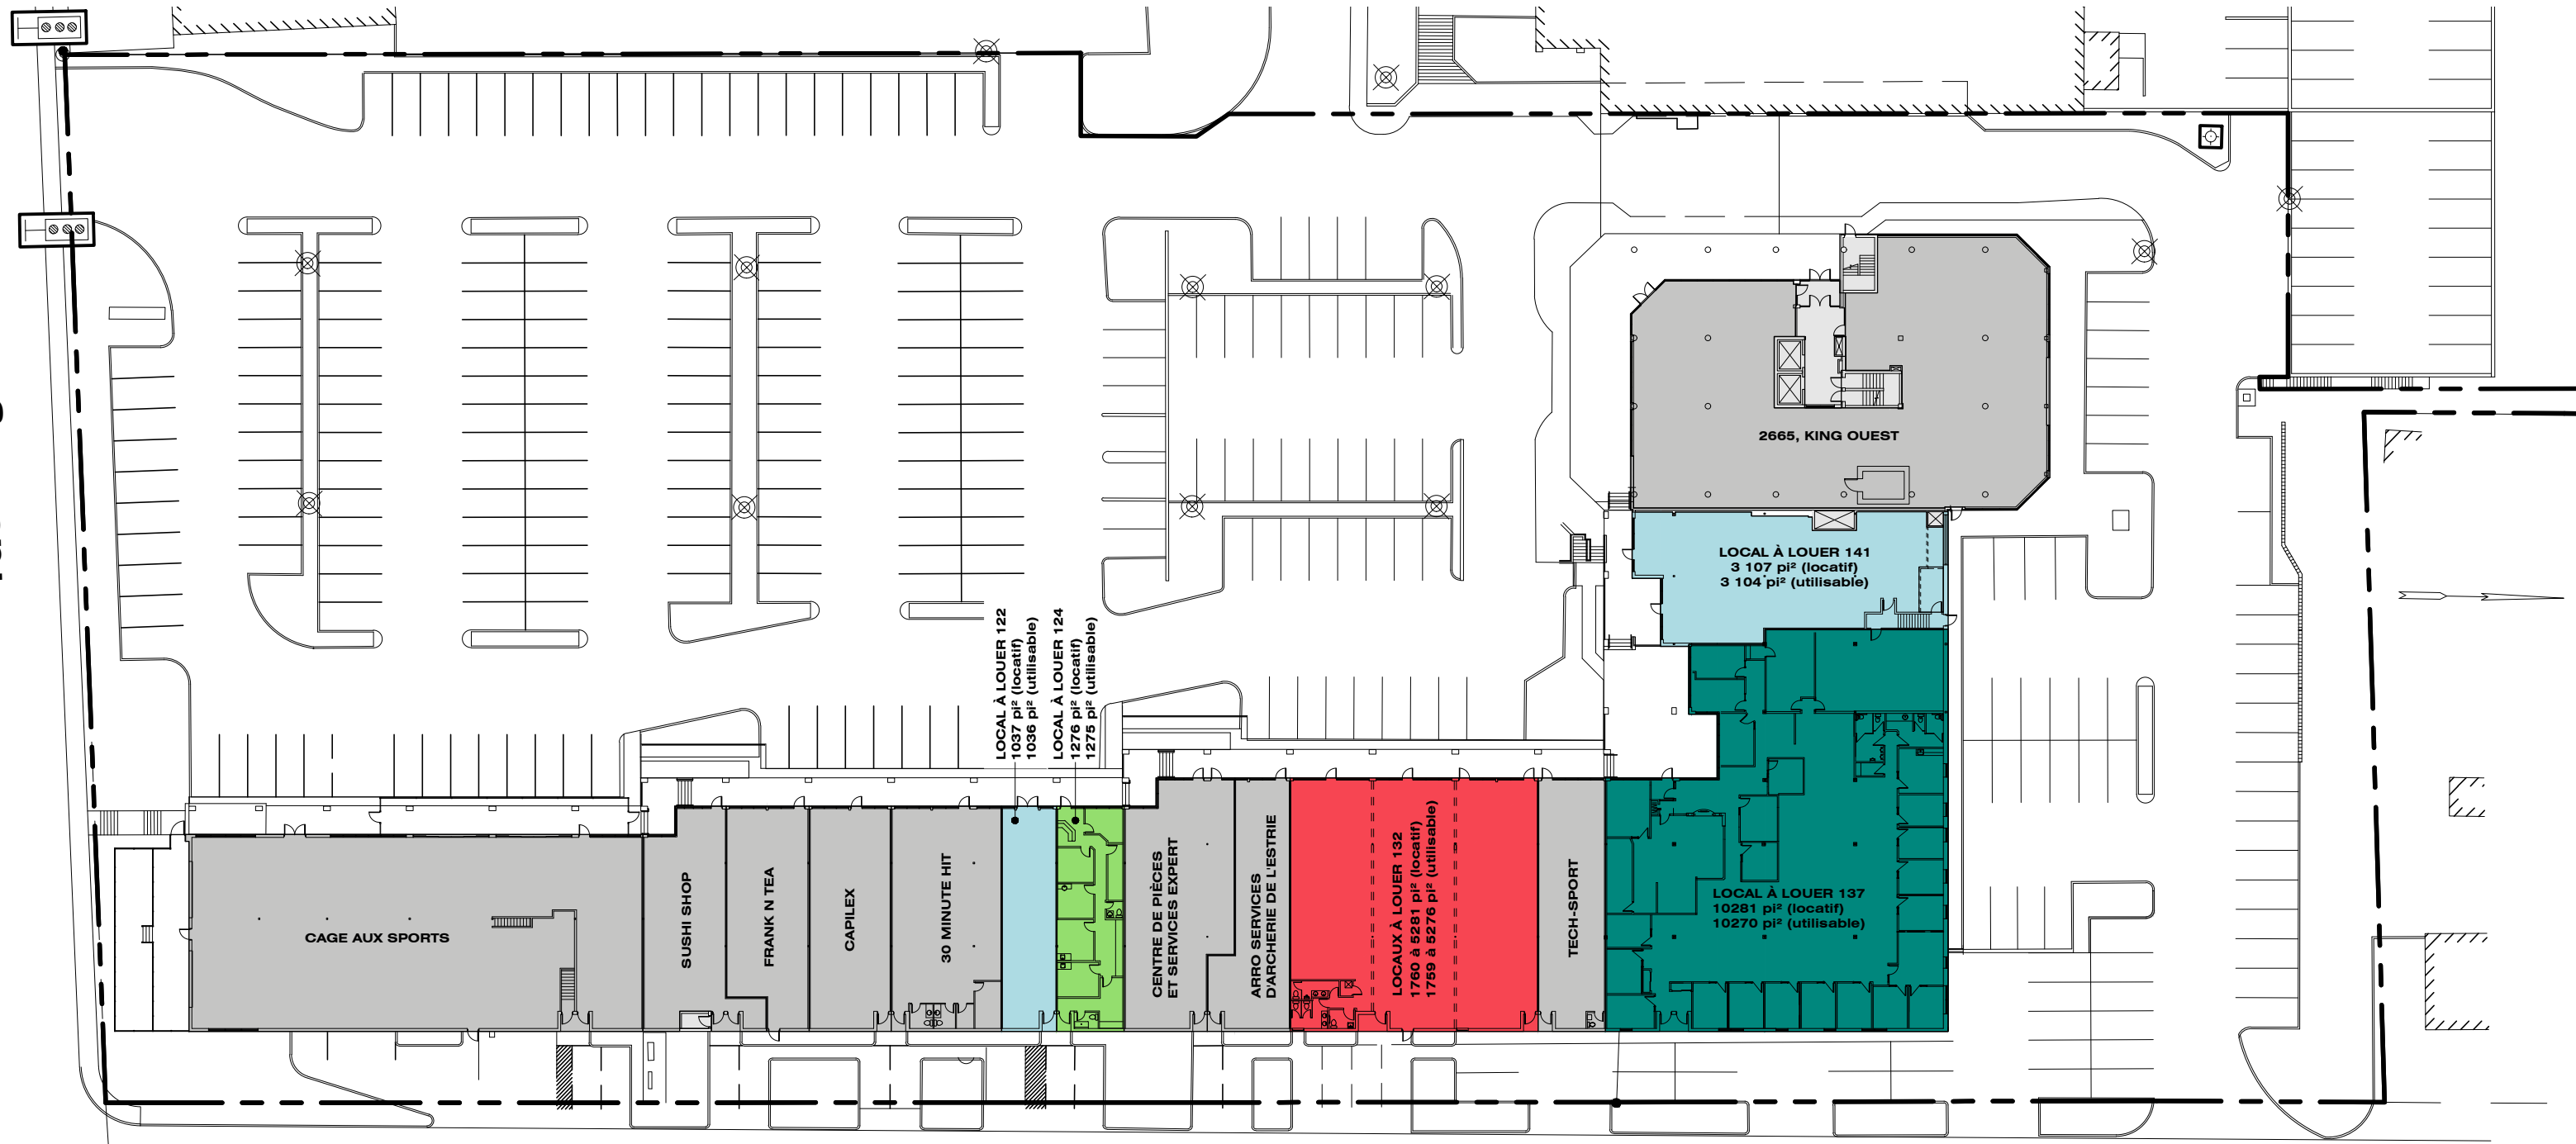 2665, KING OUEST
LOCAL À LOUER 141
3 107 pi² (locatif)
3 104 pi² (utilisable)
LOCAL À LOUER 122
1037 pi² (locatif)
1036 pi² (utilisable)
LOCAL À LOUER 124
1276 pi² (locatif)
1275 pi² (utilisable)
CAGE AUX SPORTS
SUSHI SHOP
FRANK N TEA
CAPILEX
30 MINUTE HIT
CENTRE DE PIÈCES
ET SERVICES EXPERT
ARRO SERVICES
D'ARCHERIE DE L'ESTRIE
LOCAUX À LOUER 132
1760 à 5281 pi² (locatif)
1759 à 5276 pi² (utilisable)
TECH-SPORT
LOCAL À LOUER 137
10281 pi² (locatif)
10270 pi² (utilisable)